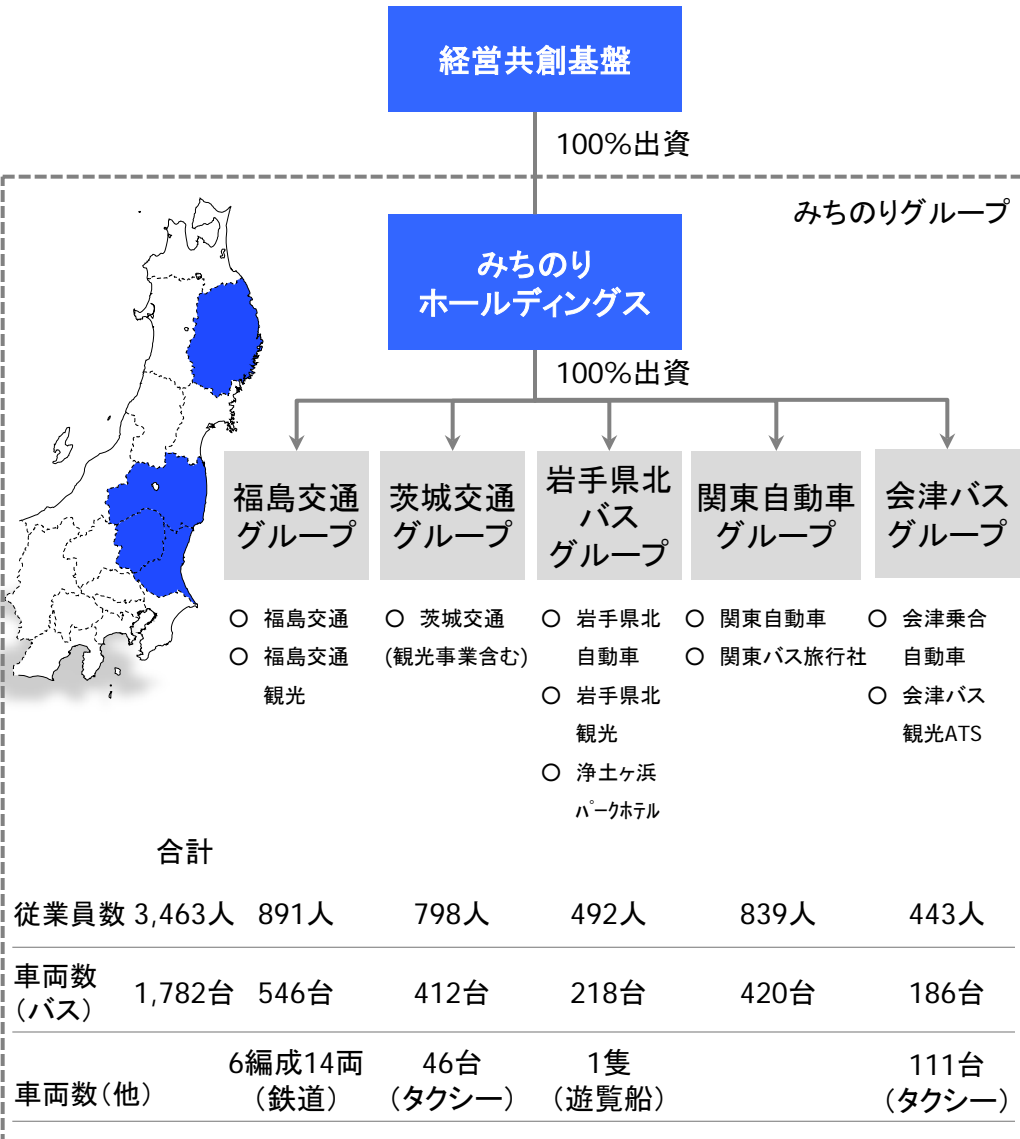 経営共創基盤
100%出資
みちのりグループ
みちのり
ホールディングス
100%出資
福島交通
グループ
茨城交通
グループ
岩手県北
バス
グループ
関東自動車
グループ
会津バス
グループ
○ 福島交通
○ 福島交通
観光
○ 茨城交通
(観光事業含む)
○ 岩手県北
自動車
○ 岩手県北
観光
○ 浄土ヶ浜
ﾊﾟｰｸﾎﾃﾙ
○ 関東自動車
○ 関東バス旅行社
○ 会津乗合
自動車
○ 会津バス
観光ATS
合計
従業員数 3,463人 891人 798人 492人 839人 443人
車両数
（バス） 1,782台 546台 412台 218台 420台 186台
車両数（他） 6編成14両 46台 1隻 111台
（鉄道） （タクシー） （遊覧船） （タクシー）